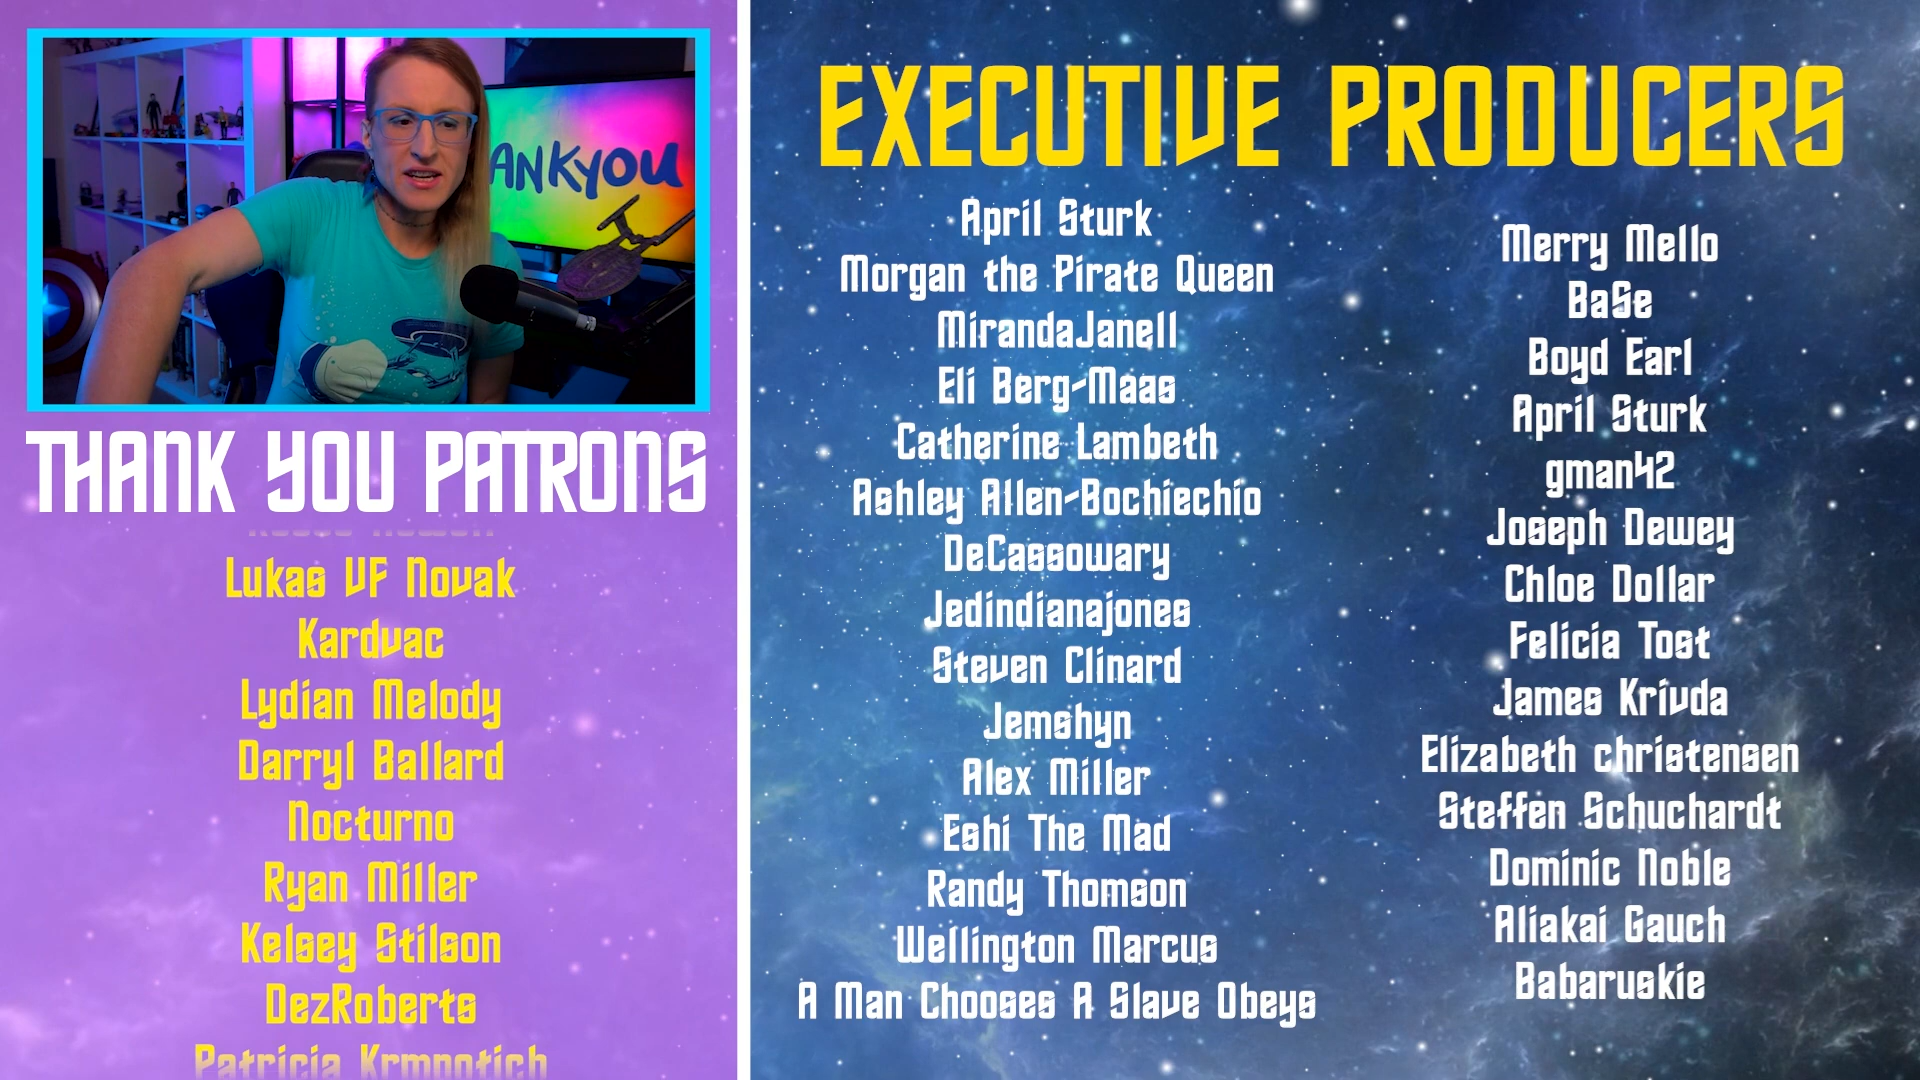 ANKYOU
THANK YOU PATRONS
Lukas VF Novak
Kardvac
Lydian Melody
Darryl Ballard
Nocturno
Ryan Miller
Kelsey Stilson
DezRoberts
Patricia Krmpotich
EXECUTIVE PRODUCERS
April Sturk
Morgan the Pirate Queen
MirandaJanell
Eli Berg-Maas
Catherine Lambeth
Ashley Allen-Bochiechio
DeCassowary
Jedindianajones
Steven Clinard
Jemshyn
Alex Miller
Eshi The Mad
Randy Thomson
Wellington Marcus
A Man Chooses A Slave Obeys
Merry Mello
BaSe
Boyd Earl
April Sturk
gman42
Joseph Dewey
Chloe Dollar
Felicia Tost
James Krivda
Elizabeth christensen
Steffen Schuchardt
Dominic Noble
Aliakai Gauch
Babaruskie